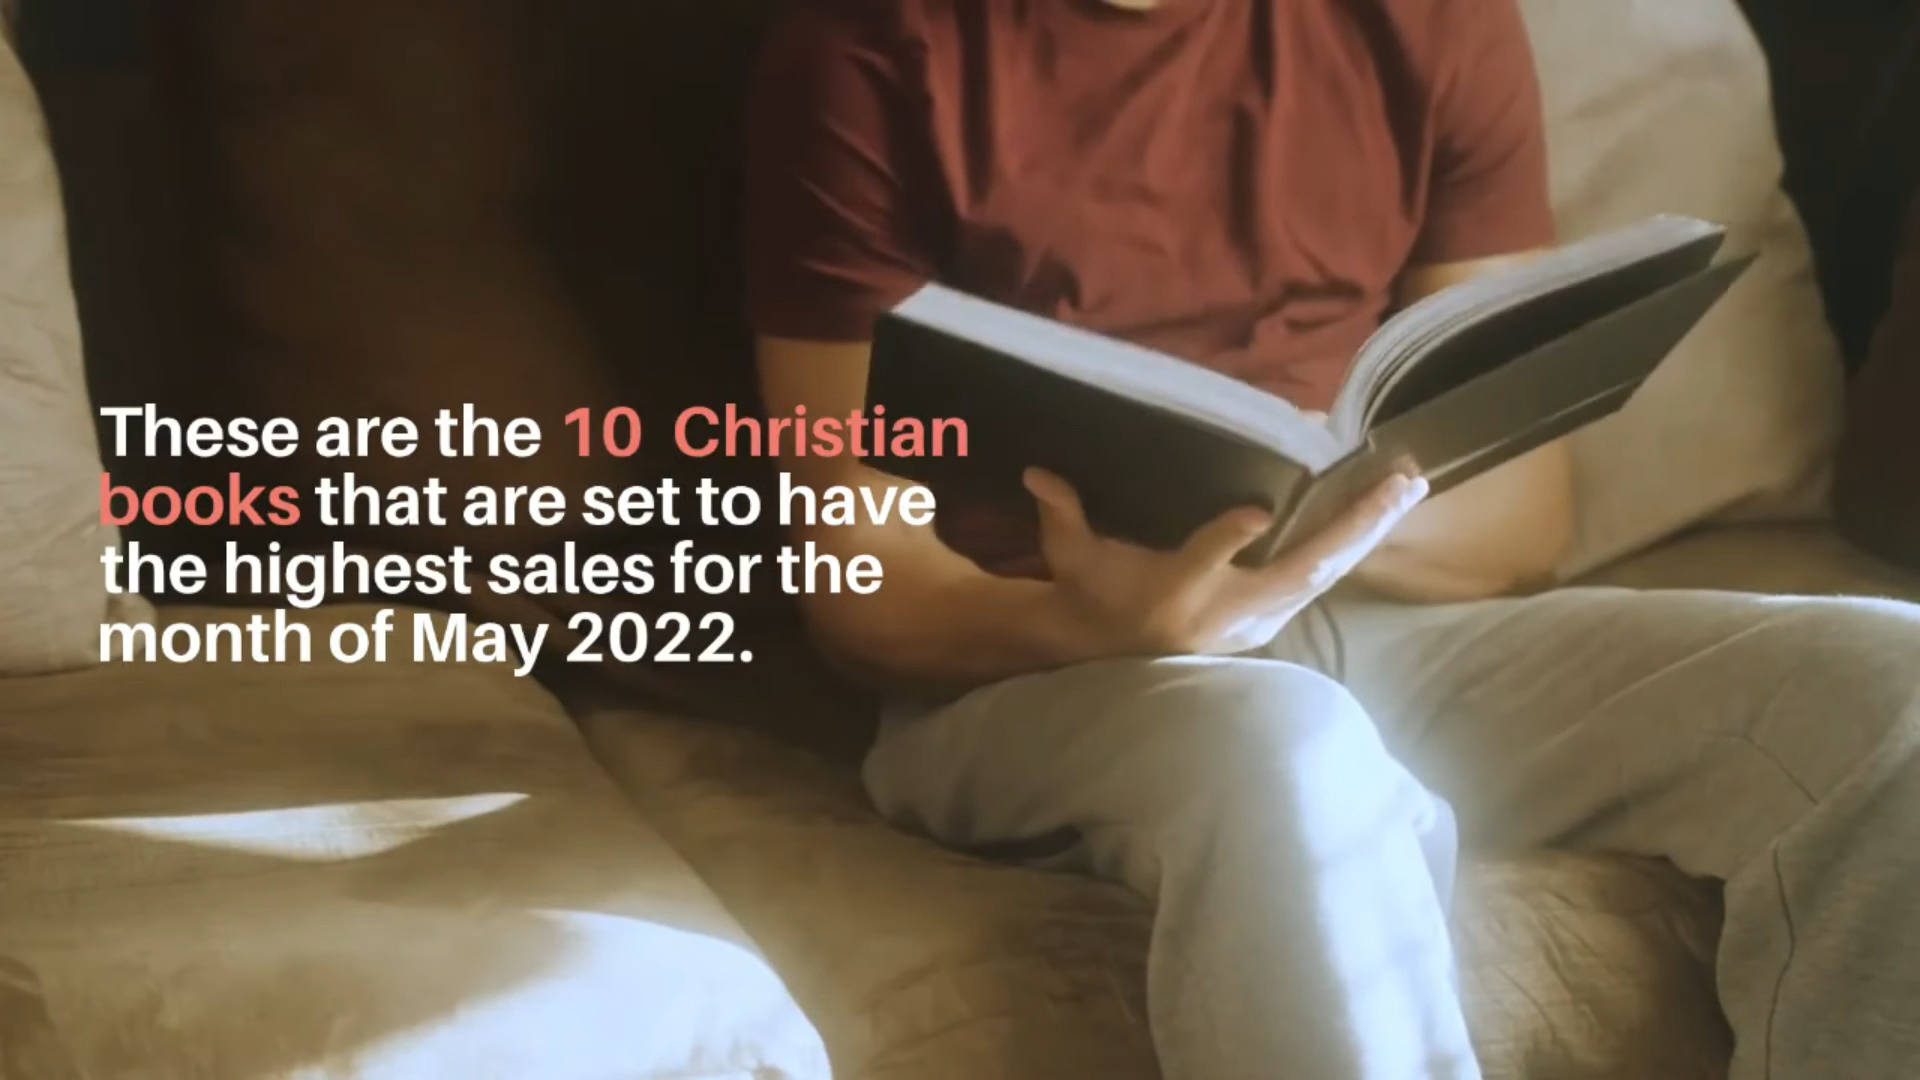 These are the 10 Christian
books that are set to have
the highest sales for the
month of May 2022.